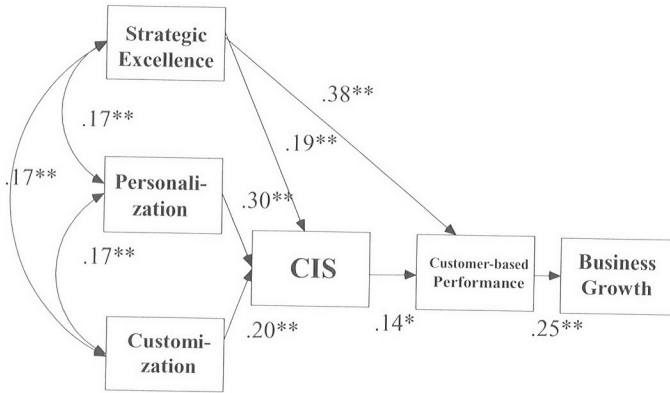 Strategic
Excellence
.38**
.17**
.19**
.17**
Personali-
zation
.30**
.17**
CIS
Customer-based
Performance
Business
Growth
Customi-
zation
.20**
.14*
.25**